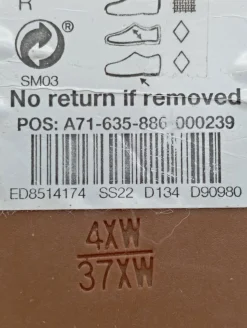 R
®
SM03
No return if removed
POS: A71-635-886 000239
ED8514174 SS22 D134 D90980
4XW
37XW